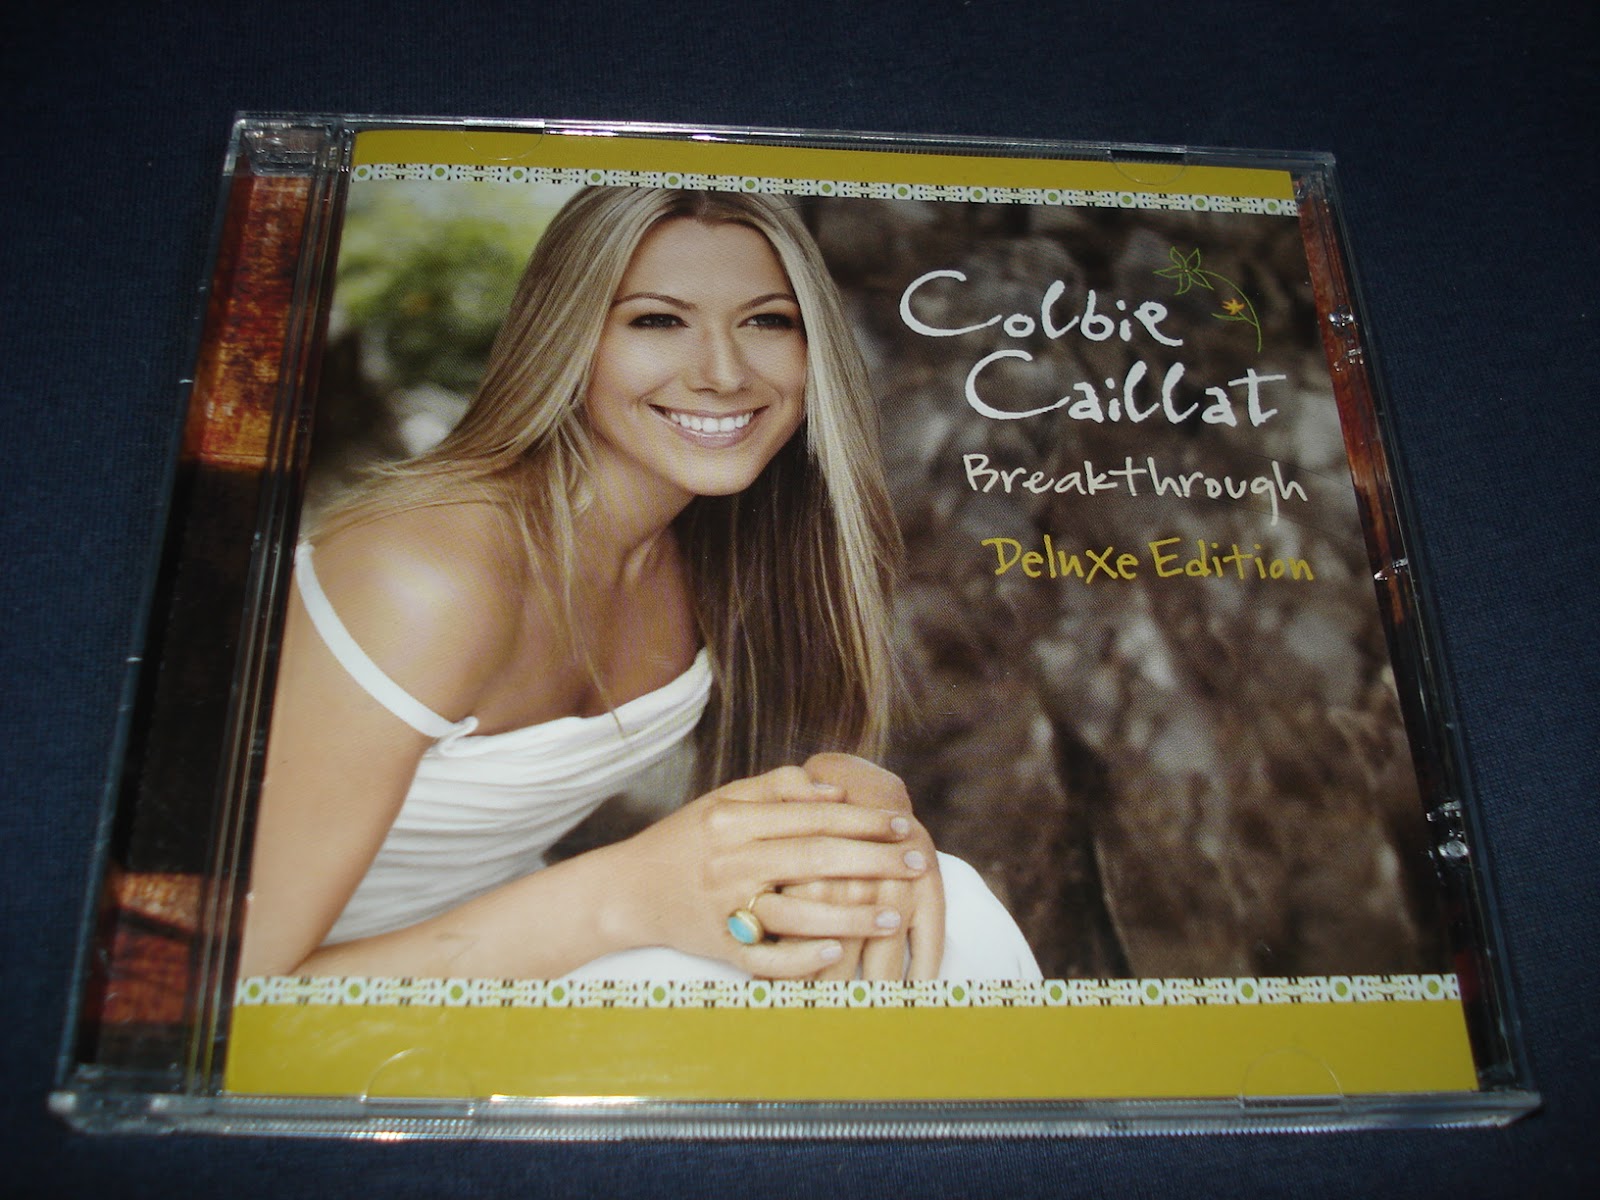 Colbie
Caillat
Breakthrough
Deluxe Edition